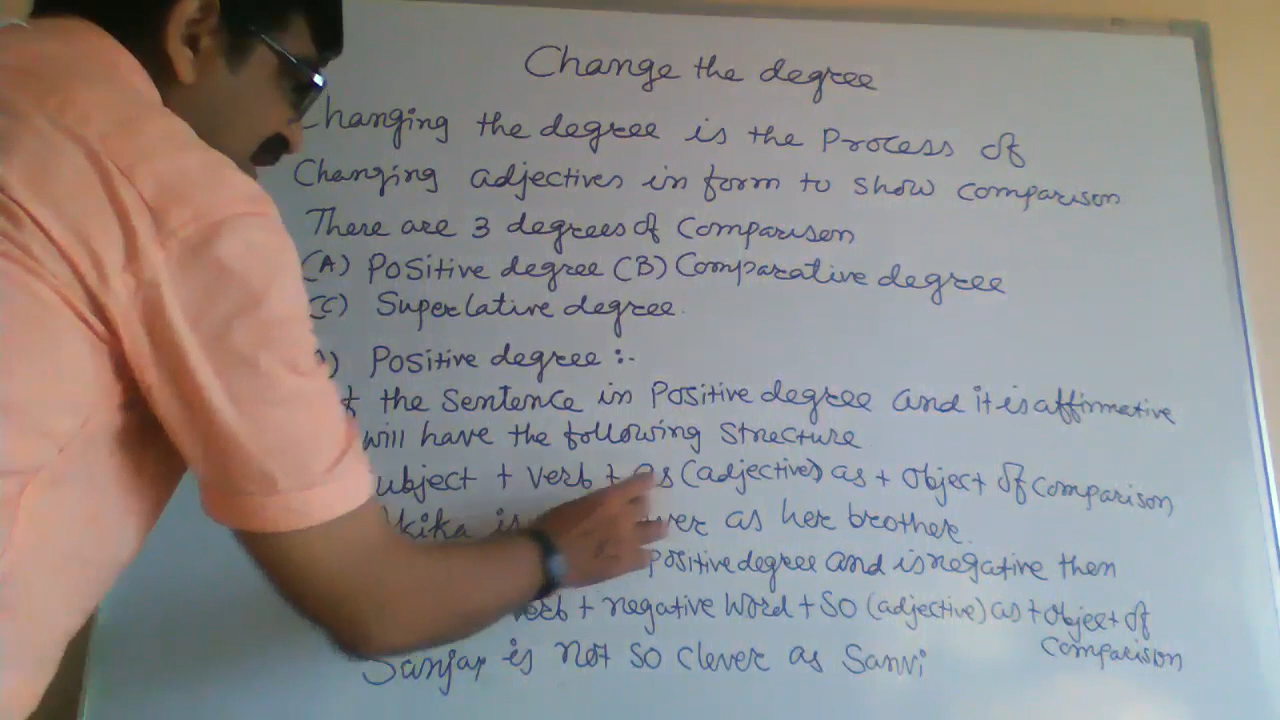 Change the degree
Changing the degree is the Process of
Changing adjectives in form to show comparison
There are 3 degrees of Comparison
(A) Positive degree (B) Comparative degree
(C) Superlative degree.
Positive degree :-
the sentence in Positive degree and it is affirmative
will have the following Structure
ubject + verb + as (adjective) as + object of comparison
is as her brother.
positive degree and is negative then
verb + negative word + so (adjective) as + object of
comparison
Sanjay is not so clever as Sanvi